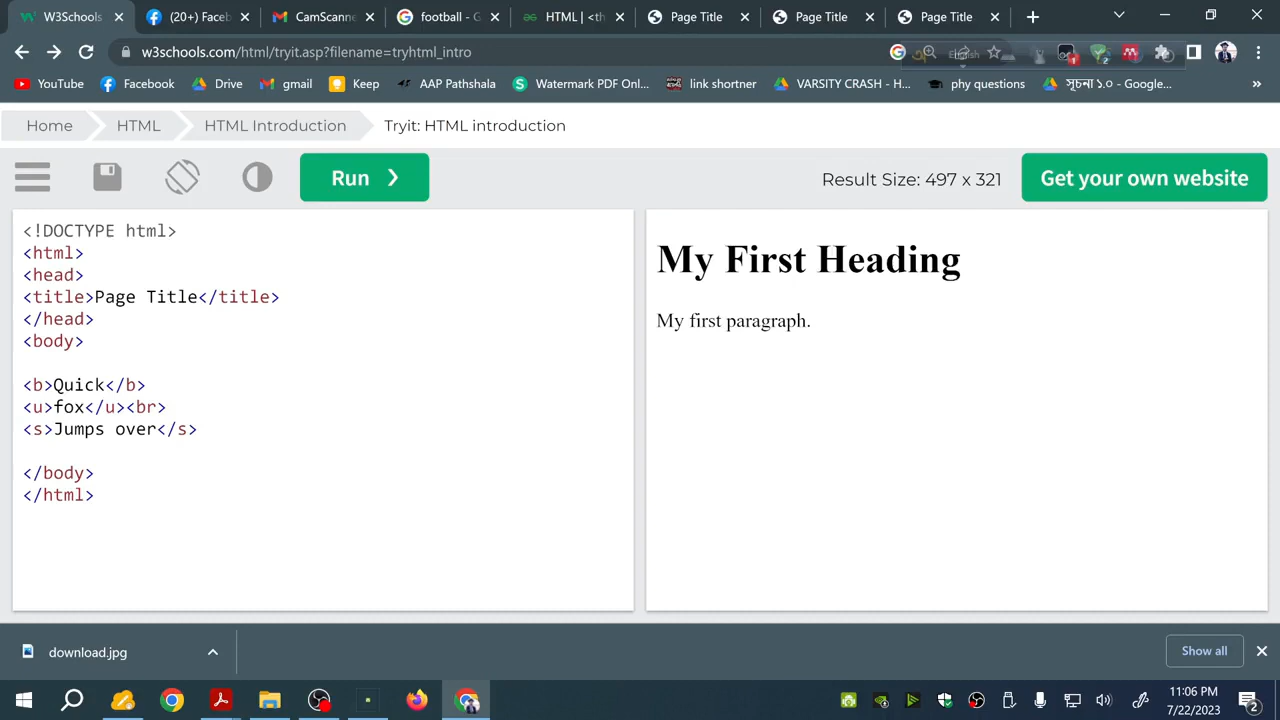 W3Schools
(20+) Faceb
CamScanne
football - G
HTML | <th
Page Title
Page Title
Page Title
w3schools.com/html/tryit.asp?filename=tryhtml_intro
English
YouTube
Facebook
Drive
gmail
Keep
AAP Pathshala
Watermark PDF Onl...
link shortner
VARSITY CRASH - H...
phy questions
সূচনা ১.০ - Google...
»
Home
HTML
HTML Introduction
Tryit: HTML introduction
Run ❯
Result Size: 497 x 321
Get your own website
<!DOCTYPE html>
<html>
<head>
<title>Page Title</title>
</head>
<body>
<b>Quick</b>
<u>fox</u><br>
<s>Jumps over</s>
</body>
</html>
My First Heading
My first paragraph.
download.jpg
Show all
11:06 PM
7/22/2023
2